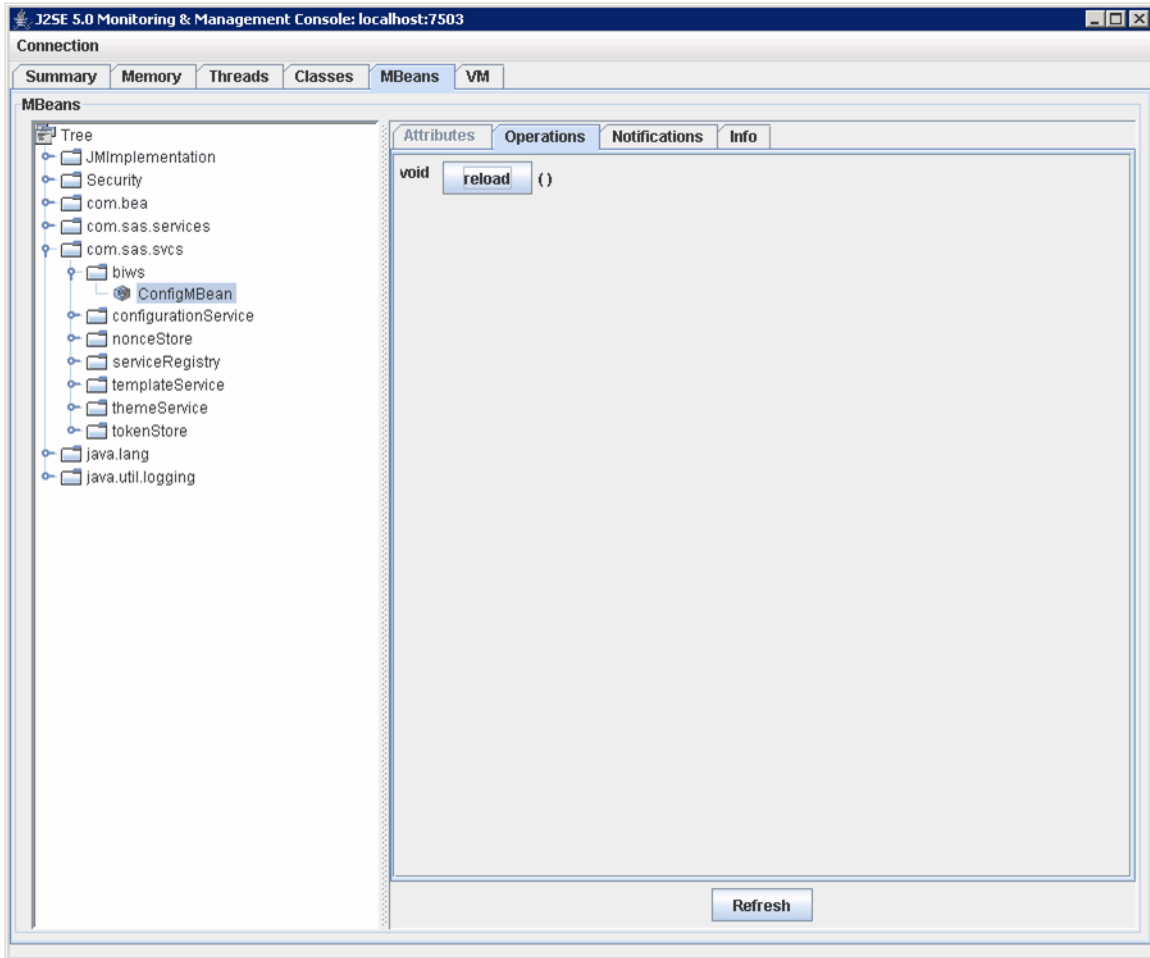 J2SE 5.0 Monitoring & Management Console: localhost:7503
Connection
Summary Memory Threads Classes MBeans VM
MBeans
Tree
JMImplementation
Security
com.bea
com.sas.services
com.sas.svcs
biws
ConfigMBean
configurationService
nonceStore
serviceRegistry
templateService
themeService
tokenStore
java.lang
java.util.logging
Attributes Operations Notifications Info
void reload ( )
Refresh